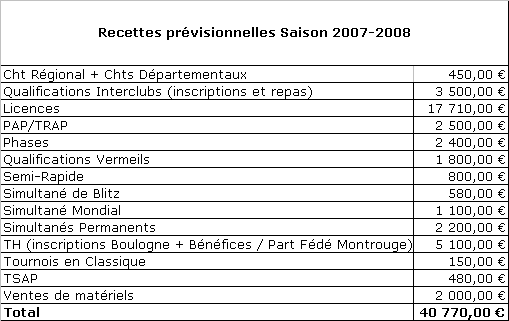 Recettes prévisionnelles Saison 2007-2008
Cht Régional + Chts Départementaux 450,00 €
Qualifications Interclubs (inscriptions et repas) 3 500,00 €
Licences 17 710,00 €
PAP/TRAP 2 500,00 €
Phases 2 400,00 €
Qualifications Vermeils 1 800,00 €
Semi-Rapide 800,00 €
Simultané de Blitz 580,00 €
Simultané Mondial 1 100,00 €
Simultanés Permanents 2 200,00 €
TH (inscriptions Boulogne + Bénéfices / Part Fédé Montrouge) 5 100,00 €
Tournois en Classique 150,00 €
TSAP 480,00 €
Ventes de matériels 2 000,00 €
Total 40 770,00 €